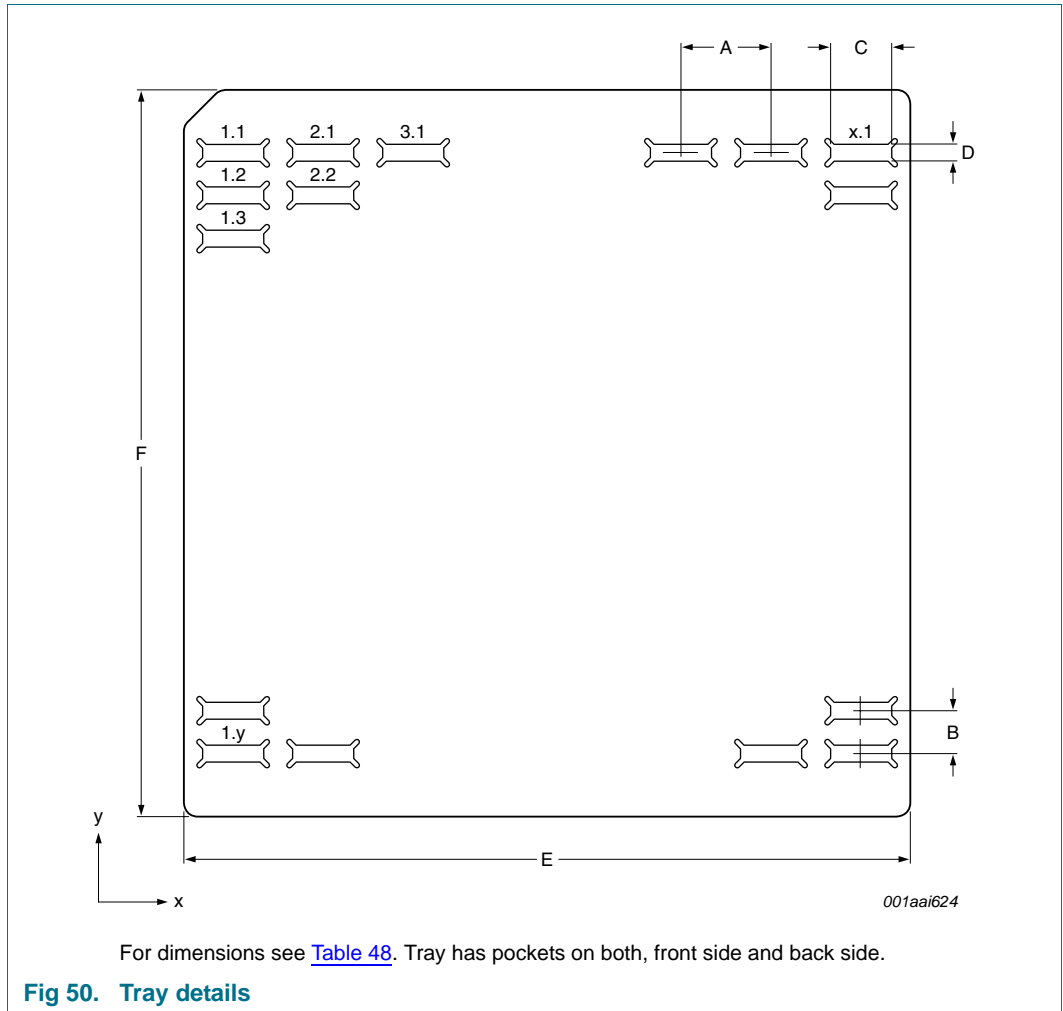 A
C
1.1
2.1
3.1
x.1
D
1.2
2.2
1.3
F
1.y
B
y
E
x
001aai624
For dimensions see Table 48. Tray has pockets on both, front side and back side.
Fig 50. Tray details